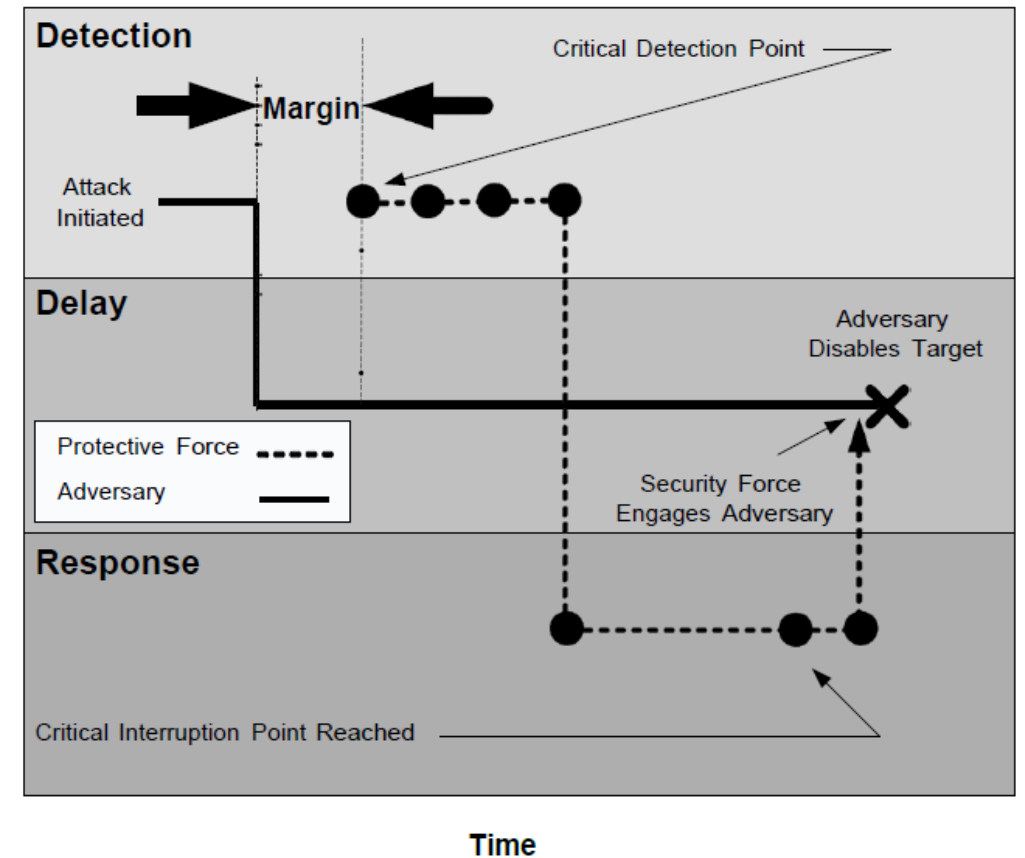 Detection
Critical Detection Point
Margin
Attack
Initiated
Delay
Adversary
Disables Target
Protective Force
Adversary
Security Force
Engages Adversary
Response
Critical Interruption Point Reached
Time